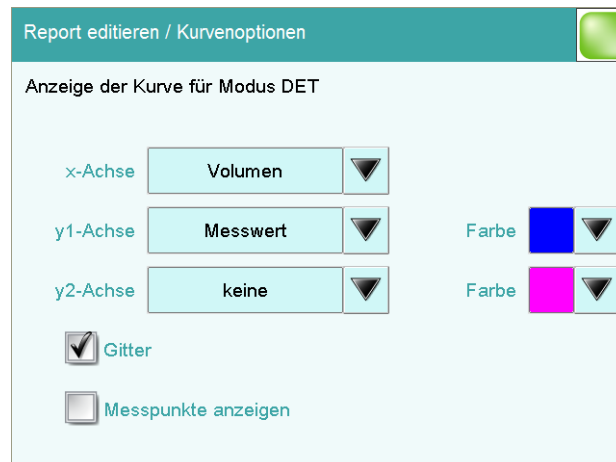 Report editieren / Kurvenoptionen
Anzeige der Kurve für Modus DET
x-Achse Volumen
y1-Achse Messwert Farbe
y2-Achse keine Farbe
Gitter
Messpunkte anzeigen